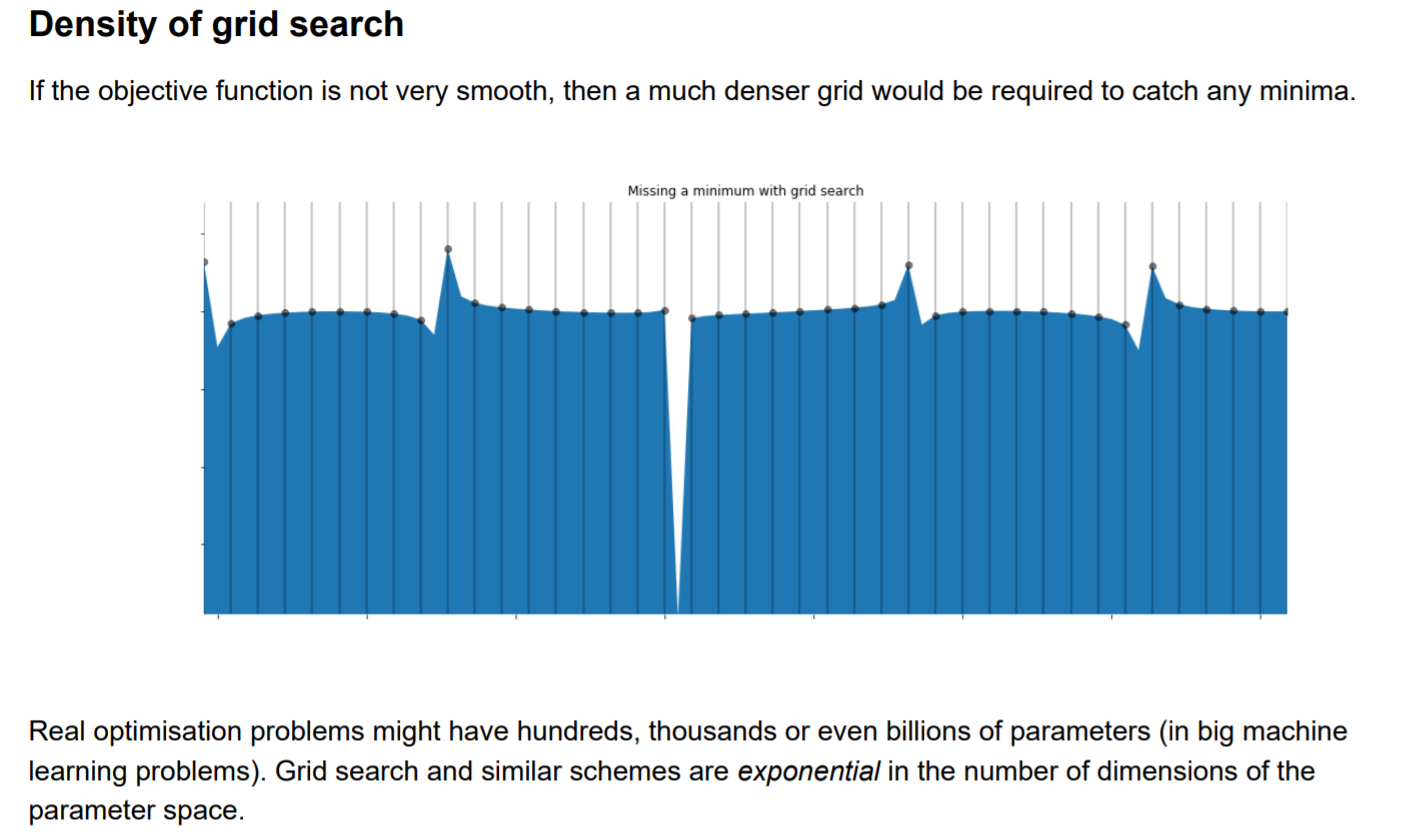 Density of grid search
If the objective function is not very smooth, then a much denser grid would be required to catch any minima.
Missing a minimum with grid search
Real optimisation problems might have hundreds, thousands or even billions of parameters (in big machine
learning problems). Grid search and similar schemes are exponential in the number of dimensions of the
parameter space.